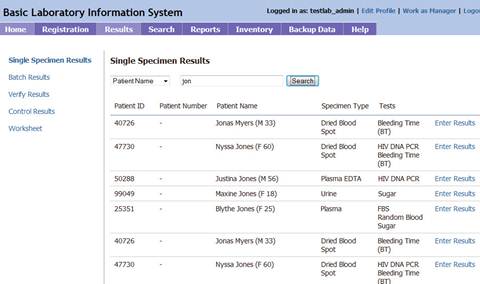 Basic Laboratory Information System
Logged in as: testlab_admin | Edit Profile | Work as Manager | Logo
Home Registration Results Search Reports Inventory Backup Data Help
Single Specimen Results
Batch Results
Verify Results
Control Results
Worksheet
Single Specimen Results
Patient Name jon Search
Patient ID Patient Number Patient Name Specimen Type Tests
40726 - Jonas Myers (M 33) Dried Blood Bleeding Time Enter Results
Spot (BT)
47730 - Nyssa Jones (F 60) Dried Blood HIV DNA PCR Enter Results
Spot Bleeding Time
(BT)
50288 - Justina Jones (M 56) Plasma EDTA HIV DNA PCR Enter Results
99049 - Maxine Jones (F 18) Urine Sugar Enter Results
25351 - Blythe Jones (F 25) Plasma FBS Enter Results
Random Blood
Sugar
40726 - Jonas Myers (M 33) Dried Blood Bleeding Time Enter Results
Spot (BT)
47730 - Nyssa Jones (F 60) Dried Blood HIV DNA PCR Enter Results
Spot Bleeding Time